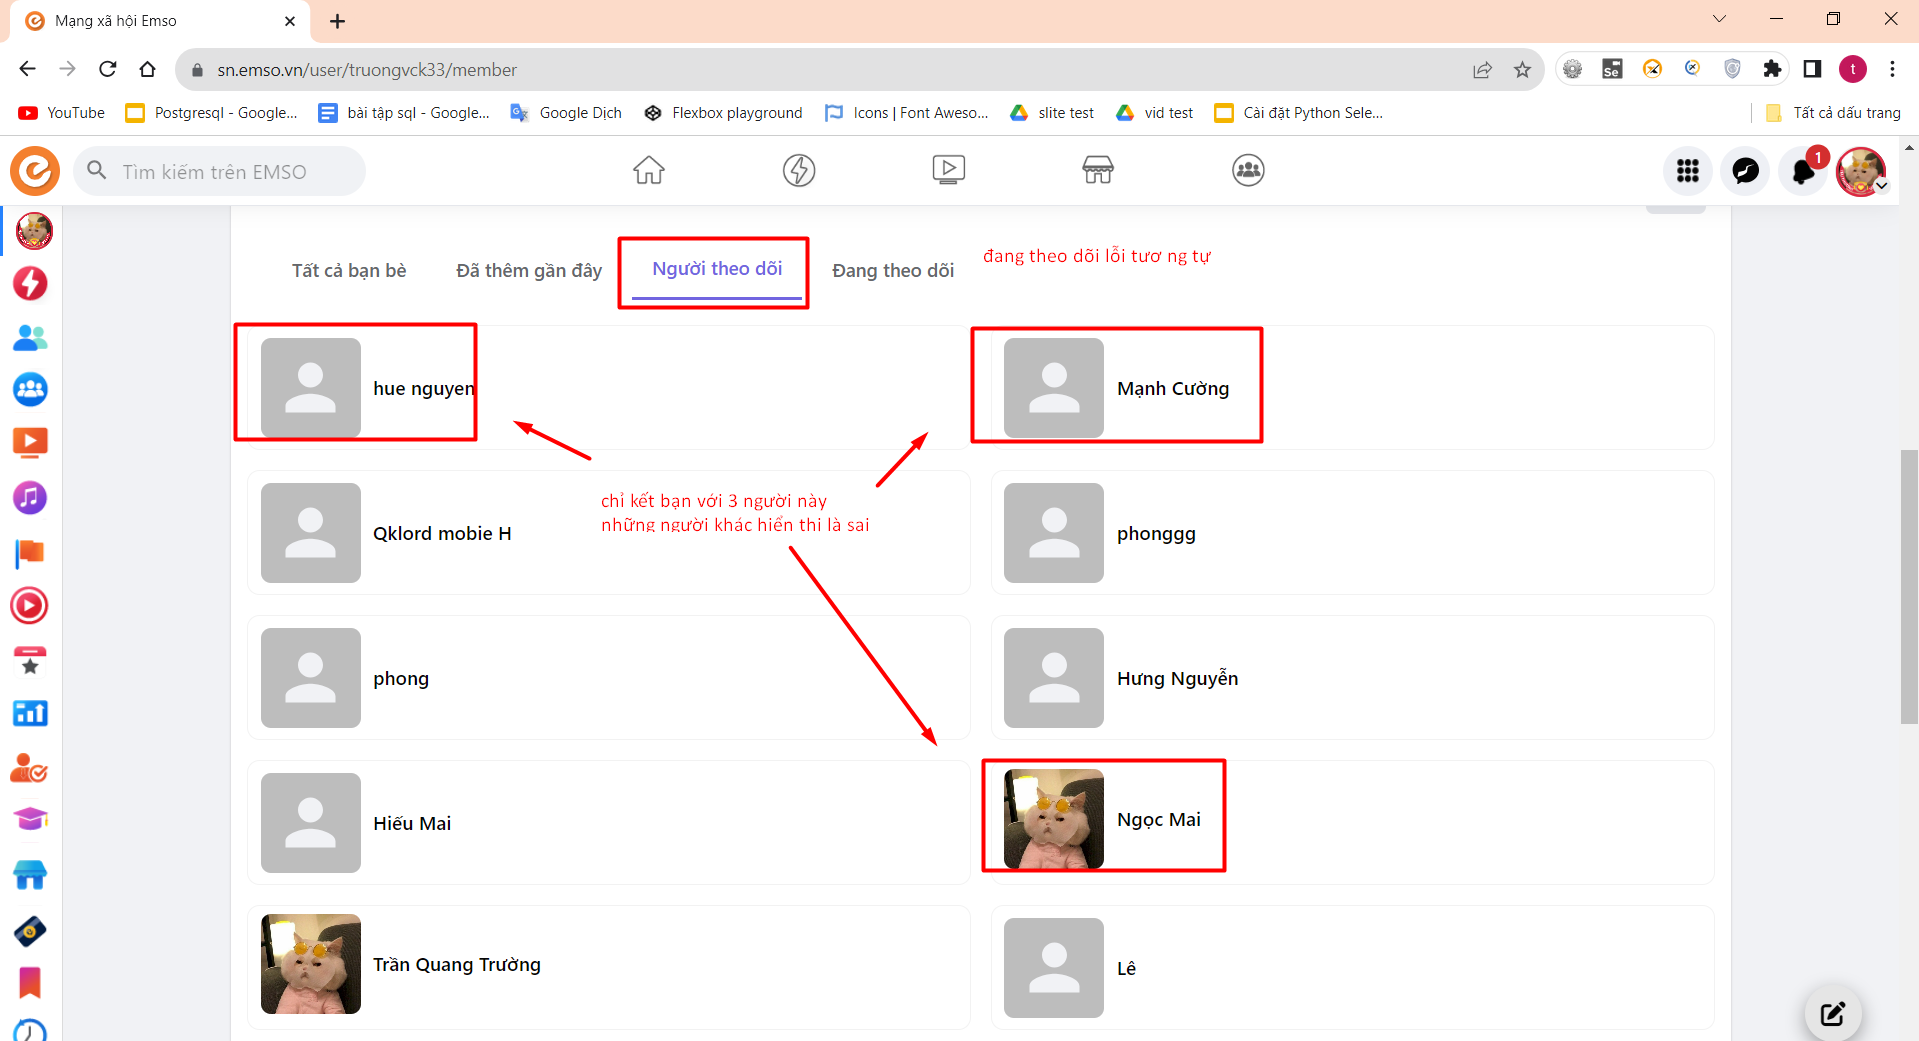 Mạng xã hội Emso
sn.emso.vn/user/truongvck33/member
Se
t
YouTube
Postgresql - Google...
bài tập sql - Google...
Google Dịch
Flexbox playground
Icons | Font Aweso...
slite test
vid test
Cài đặt Python Sele...
Tất cả dấu trang
Tìm kiếm trên EMSO
1
Tất cả bạn bè
Đã thêm gần đây
Người theo dõi
Đang theo dõi
đang theo dõi lỗi tương tự
hue nguyen
Mạnh Cường
chỉ kết bạn với 3 người này
những người khác hiển thi là sai
Qklord mobie H
phonggg
phong
Hưng Nguyễn
Hiếu Mai
Ngọc Mai
Trần Quang Trường
Lê